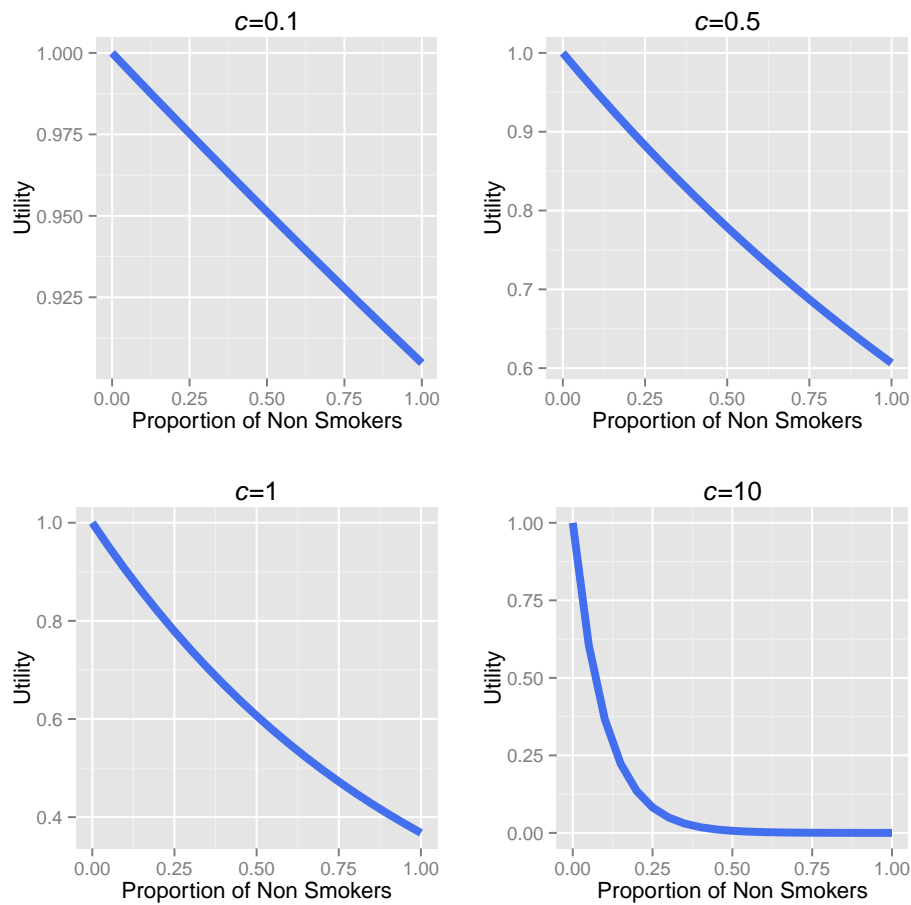 c=0.1
1.000
0.975
0.950
0.925
Utility
0.00 0.25 0.50 0.75 1.00
Proportion of Non Smokers
c=0.5
1.0
0.9
0.8
0.7
0.6
Utility
0.00 0.25 0.50 0.75 1.00
Proportion of Non Smokers
c=1
1.0
0.8
0.6
0.4
Utility
0.00 0.25 0.50 0.75 1.00
Proportion of Non Smokers
c=10
1.00
0.75
0.50
0.25
0.00
Utility
0.00 0.25 0.50 0.75 1.00
Proportion of Non Smokers